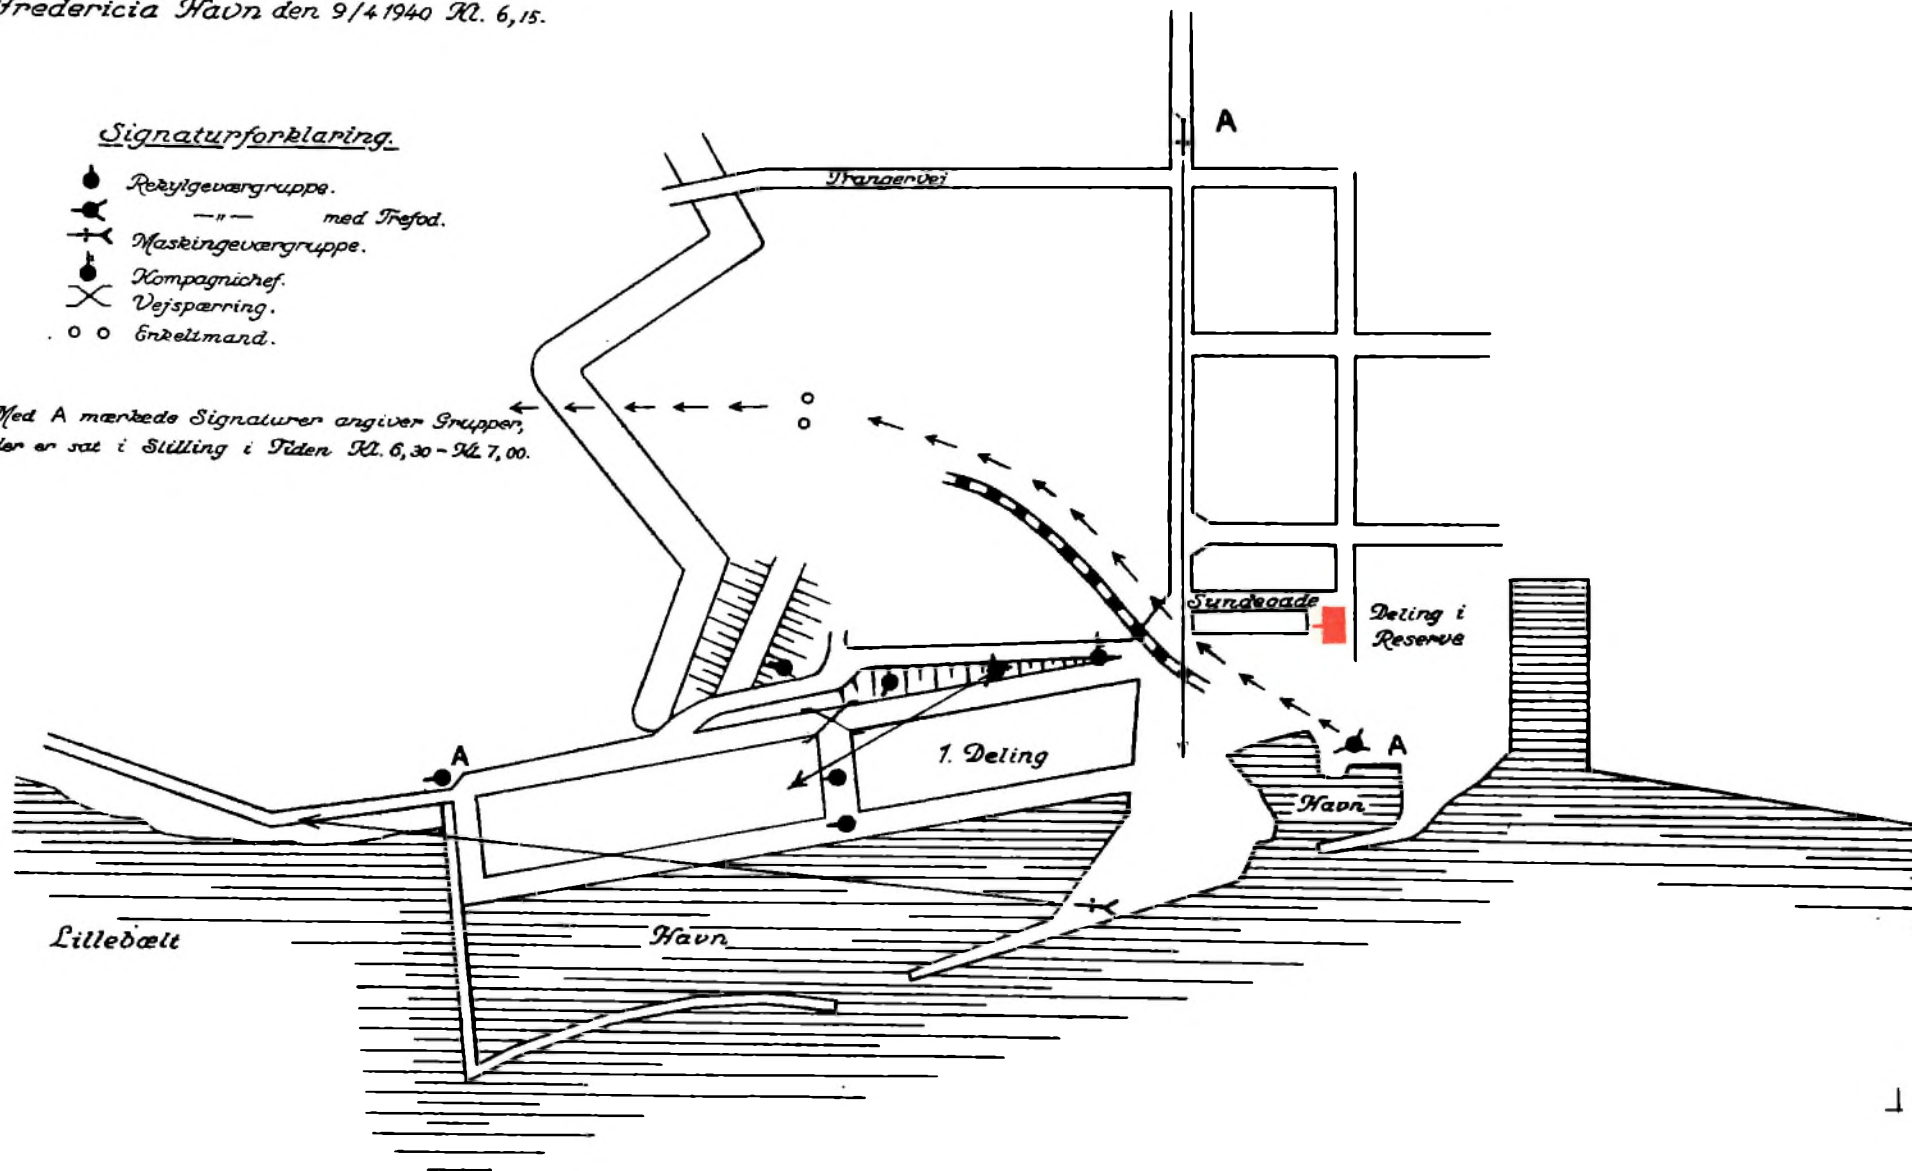 Fredericia Havn den 9/4 1940 Kl. 6,15.
Signaturforklaring.
Rekylgeværgruppe.
—"— med Trefod.
Maskingeværgruppe.
Kompagnichef.
Vejspærring.
Enkeltmand.
Med A mærkede Signaturer angiver Grupper,
der er sat i Stilling i Tiden Kl. 6,30 - Kl. 7,00.
A
Prangervej
Sundegade
Deling i
Reserve
A
A
1. Deling
Havn
Lillebælt
Havn